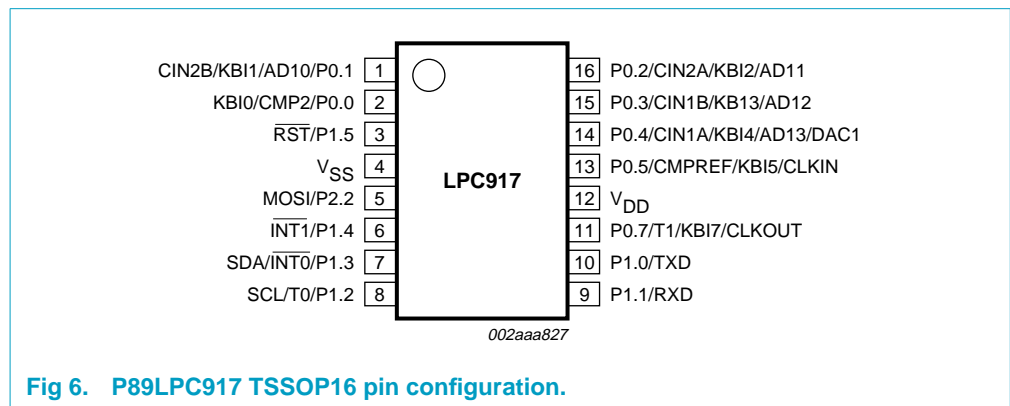 CIN2B/KBI1/AD10/P0.1 1 16 P0.2/CIN2A/KBI2/AD11
KBI0/CMP2/P0.0 2 15 P0.3/CIN1B/KB13/AD12
RST/P1.5 3 14 P0.4/CIN1A/KBI4/AD13/DAC1
VSS 4 13 P0.5/CMPREF/KBI5/CLKIN
LPC917
MOSI/P2.2 5 12 VDD
INT1/P1.4 6 11 P0.7/T1/KBI7/CLKOUT
SDA/INT0/P1.3 7 10 P1.0/TXD
SCL/T0/P1.2 8 9 P1.1/RXD
002aaa827
Fig 6. P89LPC917 TSSOP16 pin configuration.